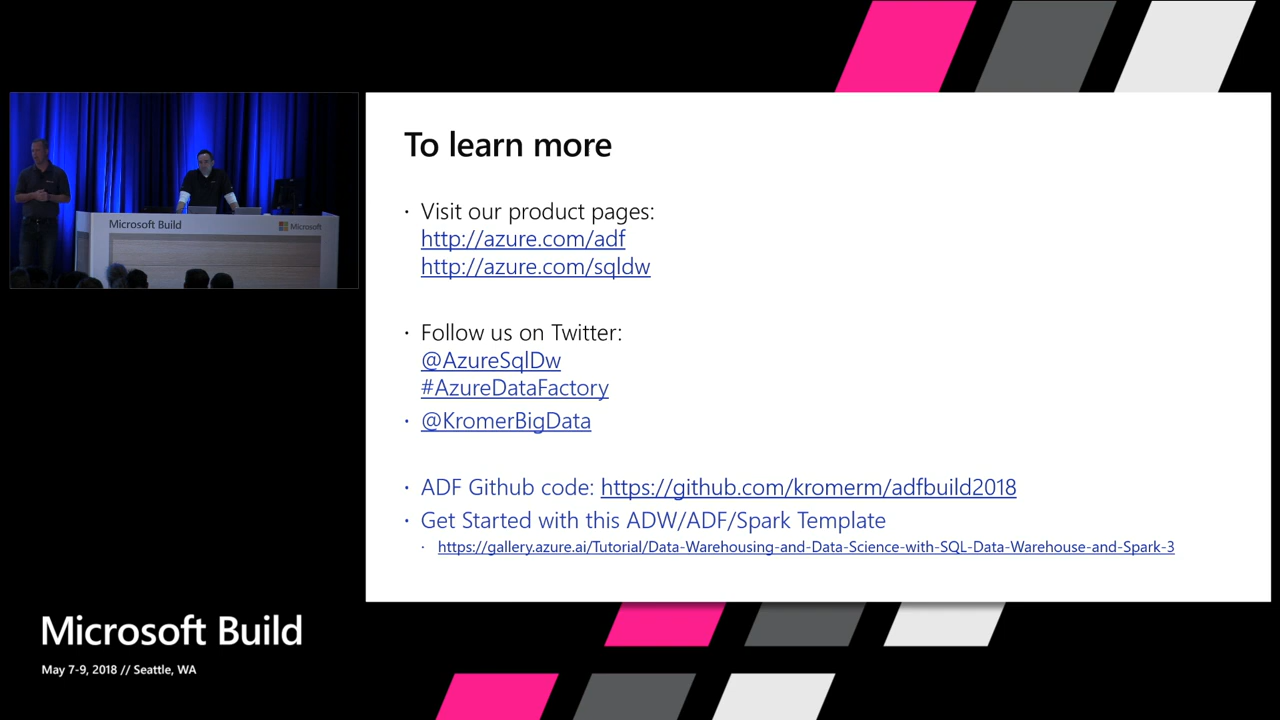 Microsoft Build
Microsoft
To learn more
· Visit our product pages:
http://azure.com/adf
http://azure.com/sqldw
· Follow us on Twitter:
@AzureSqlDw
#AzureDataFactory
· @KromerBigData
· ADF Github code: https://github.com/kromerm/adfbuild2018
· Get Started with this ADW/ADF/Spark Template
· https://gallery.azure.ai/Tutorial/Data-Warehousing-and-Data-Science-with-SQL-Data-Warehouse-and-Spark-3
Microsoft Build
May 7-9, 2018 // Seattle, WA